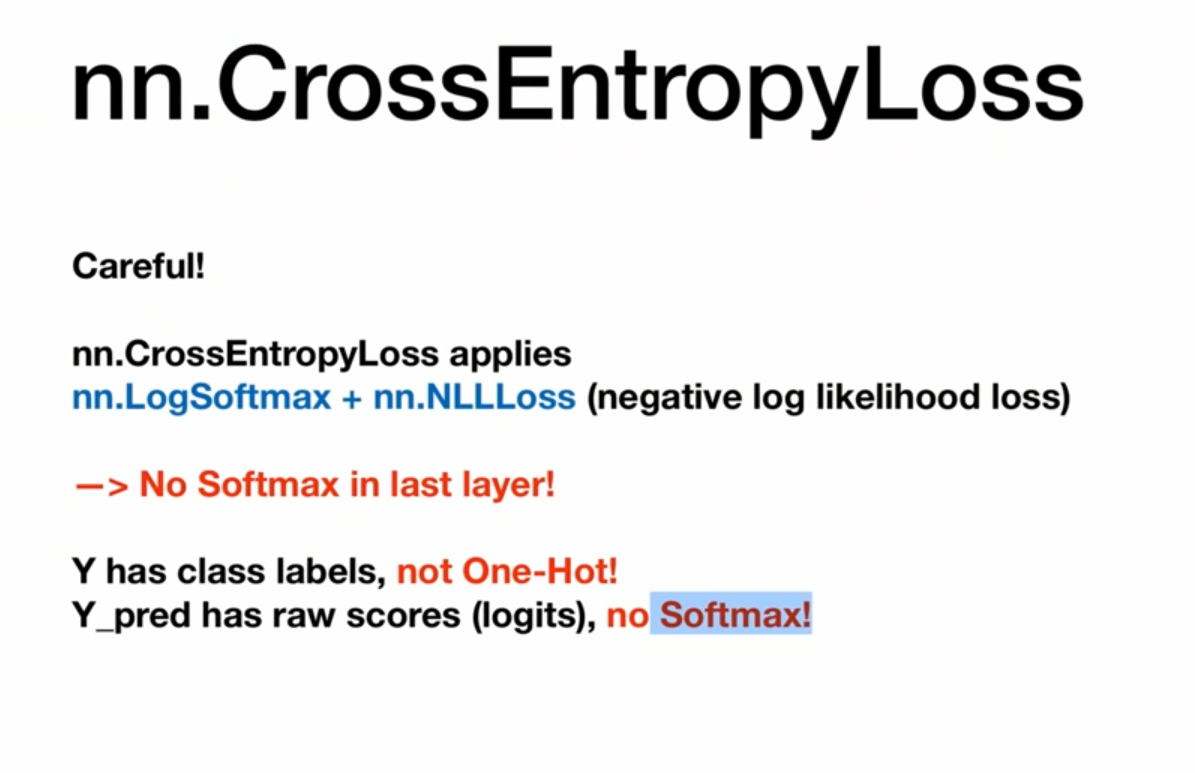 nn.CrossEntropyLoss
Careful!
nn.CrossEntropyLoss applies
nn.LogSoftmax + nn.NLLLoss (negative log likelihood loss)
—> No Softmax in last layer!
Y has class labels, not One-Hot!
Y_pred has raw scores (logits), no Softmax!